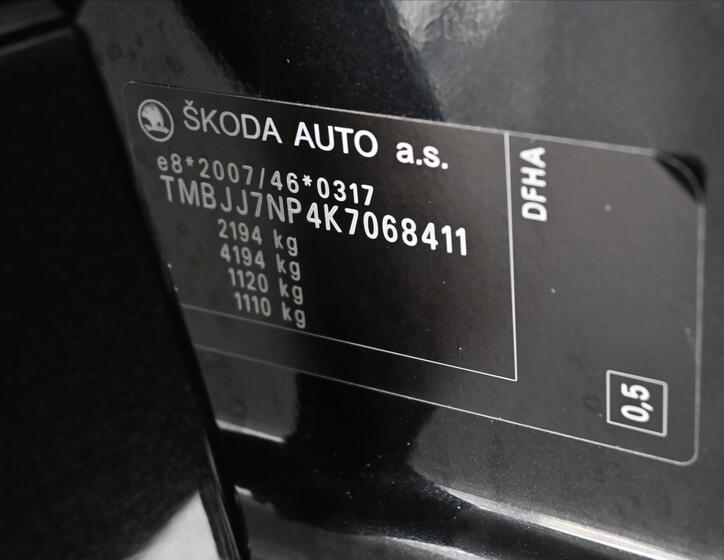 ŠKODA AUTO a.s.
e8*2007/46*0317
TMBJJ7NP4K7068411
2194 kg
4194 kg
1120 kg
1110 kg
DFHA
0,5